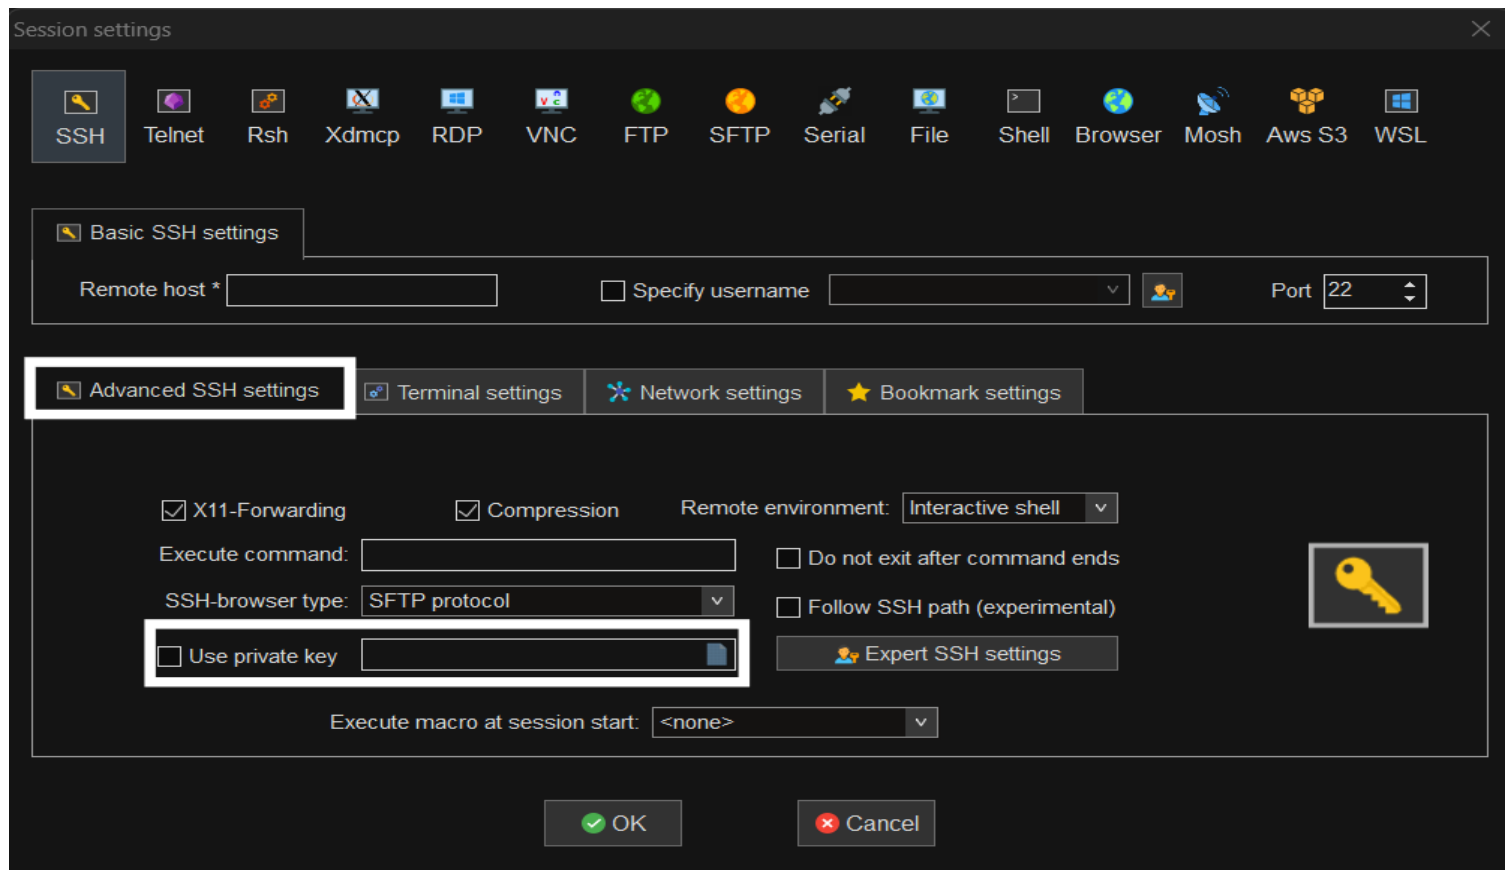 Session settings
SSH Telnet Rsh Xdmcp RDP VNC FTP SFTP Serial File Shell Browser Mosh Aws S3 WSL
Basic SSH settings
Remote host * Specify username Port 22
Advanced SSH settings Terminal settings Network settings Bookmark settings
X11-Forwarding Compression Remote environment: Interactive shell
Execute command: Do not exit after command ends
SSH-browser type: SFTP protocol Follow SSH path (experimental)
Use private key Expert SSH settings
Execute macro at session start: <none>
OK Cancel